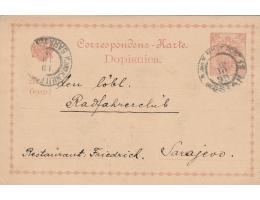 Correspondenz-Karte.
Dopisnica.
den löbl.
Radfahrerclub
Restaurant Friedrich. Sarajevo.